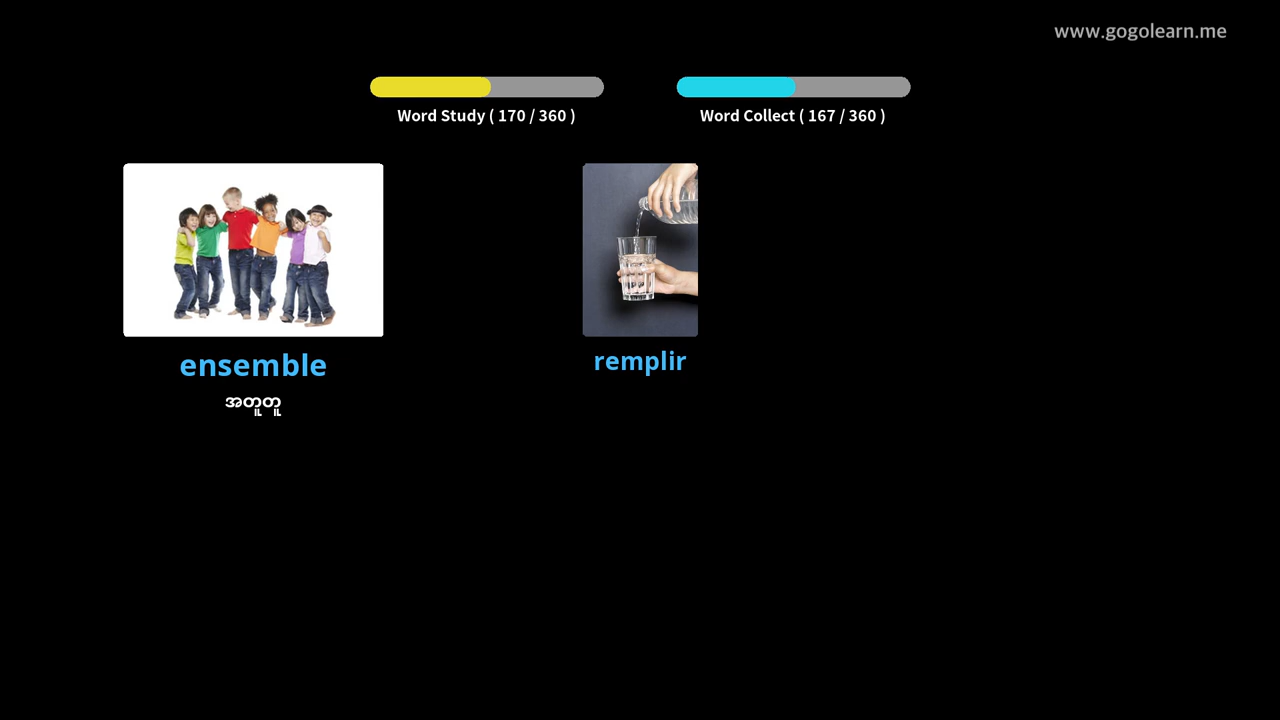 www.gogolearn.me
Word Study ( 170 / 360 )
Word Collect ( 167 / 360 )
ensemble
အတူတူ
remplir